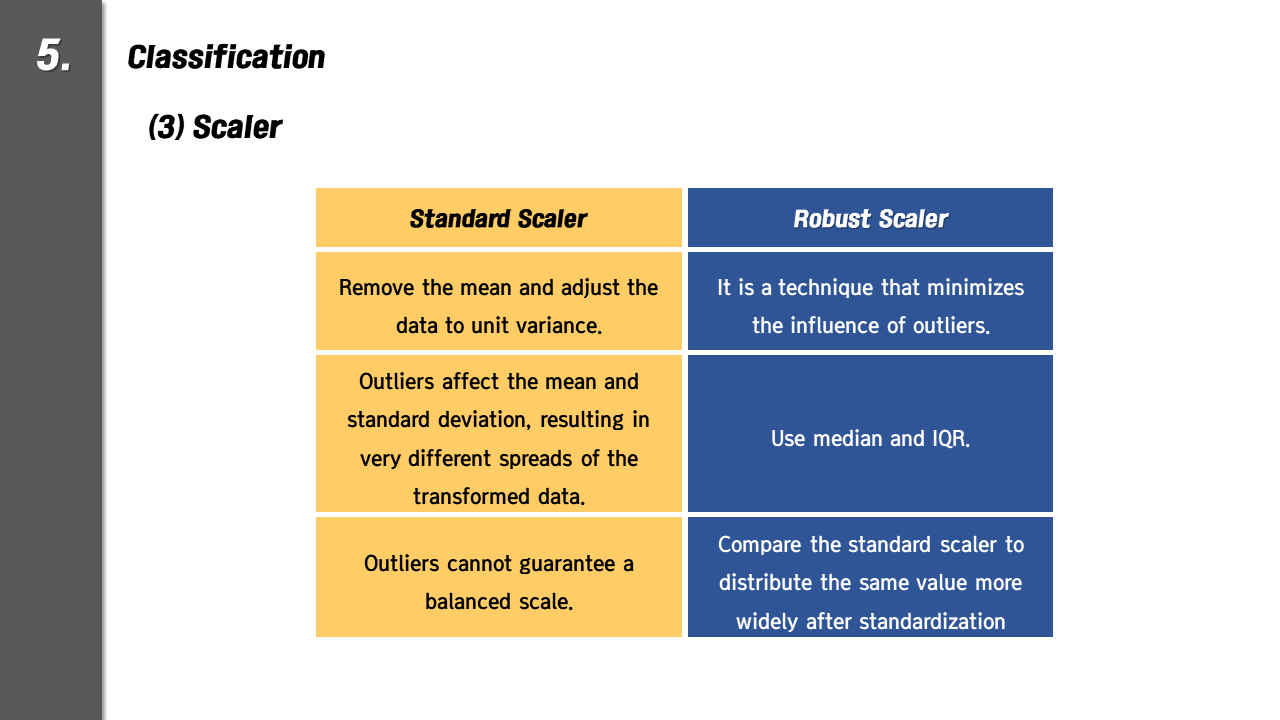 5.
Classification
(3) Scaler
Standard Scaler
Robust Scaler
Remove the mean and adjust the
data to unit variance.
It is a technique that minimizes
the influence of outliers.
Outliers affect the mean and
standard deviation, resulting in
very different spreads of the
transformed data.
Use median and IQR.
Outliers cannot guarantee a
balanced scale.
Compare the standard scaler to
distribute the same value more
widely after standardization